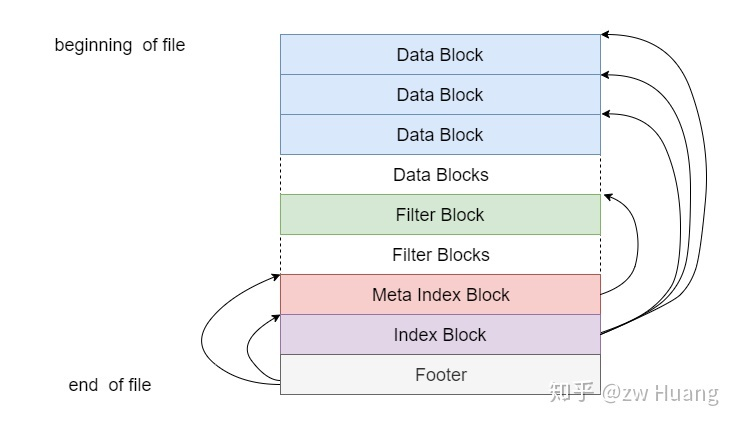 beginning of file
Data Block
Data Block
Data Block
Data Blocks
Filter Block
Filter Blocks
Meta Index Block
Index Block
Footer
end of file
知乎 @zw Huang